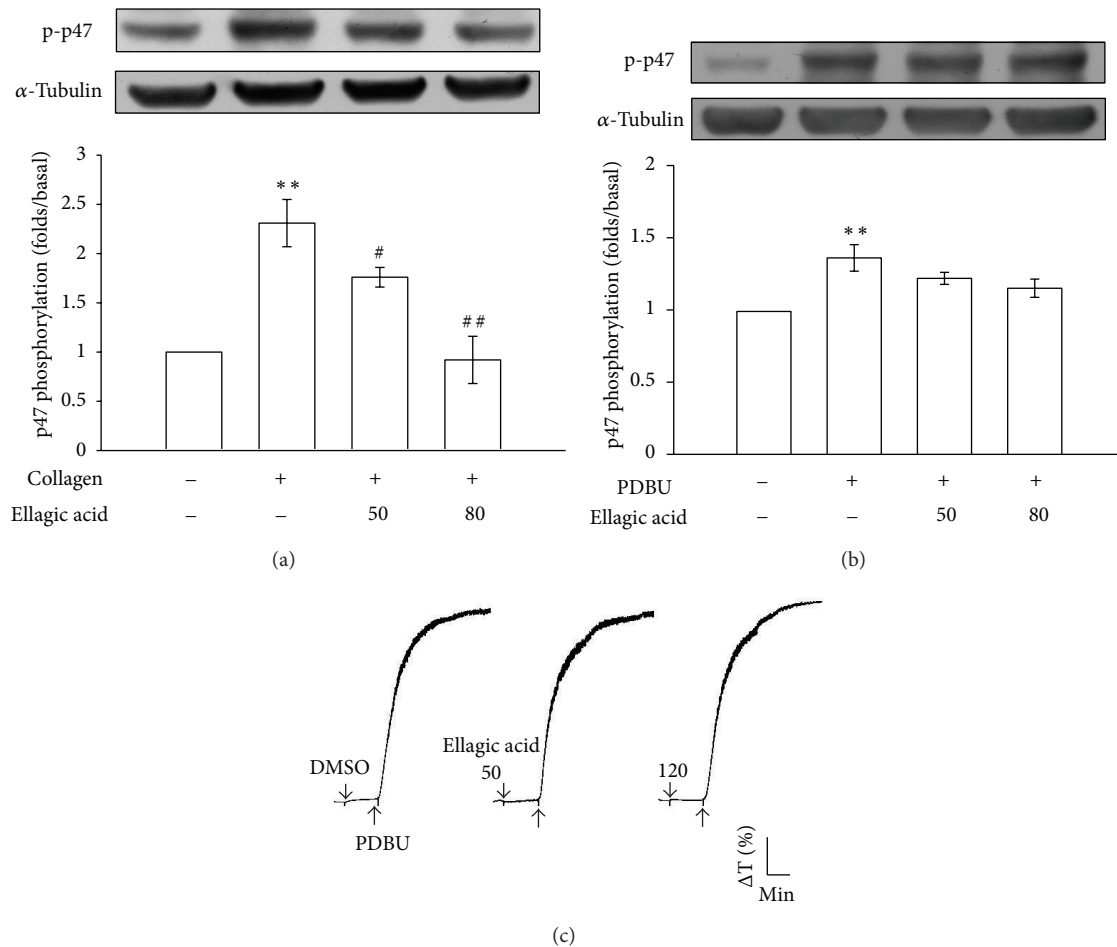 p-p47
α-Tubulin
p47 phosphorylation (folds/basal)
3
2.5
2
1.5
1
0.5
0
**
#
##
Collagen – + + +
Ellagic acid – – 50 80
(a)
p-p47
α-Tubulin
p47 phosphorylation (folds/basal)
2
1.5
1
0.5
0
**
PDBU – + + +
Ellagic acid – – 50 80
(b)
DMSO
PDBU
Ellagic acid
50
120
ΔT (%)
Min
(c)